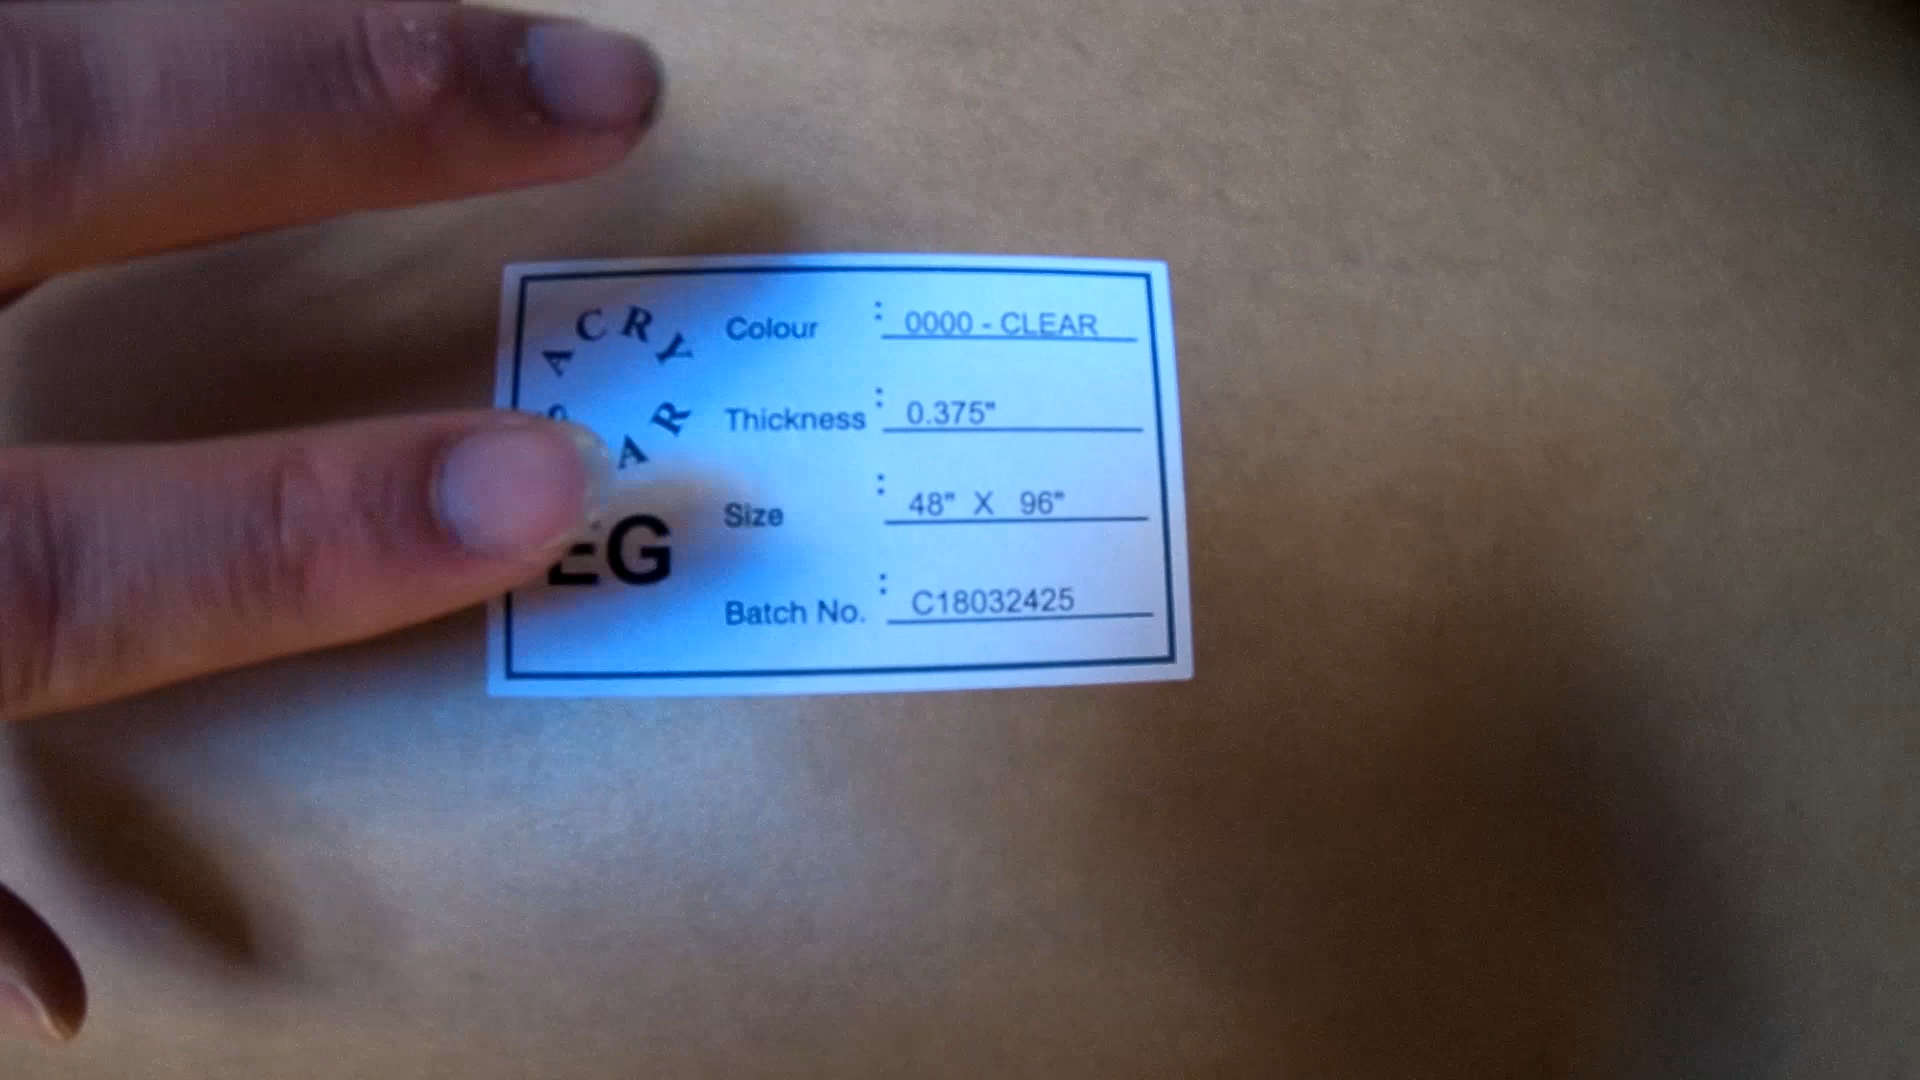 ACRY
AR
EG
Colour : 0000 - CLEAR
Thickness : 0.375"
Size : 48" X 96"
Batch No. : C18032425